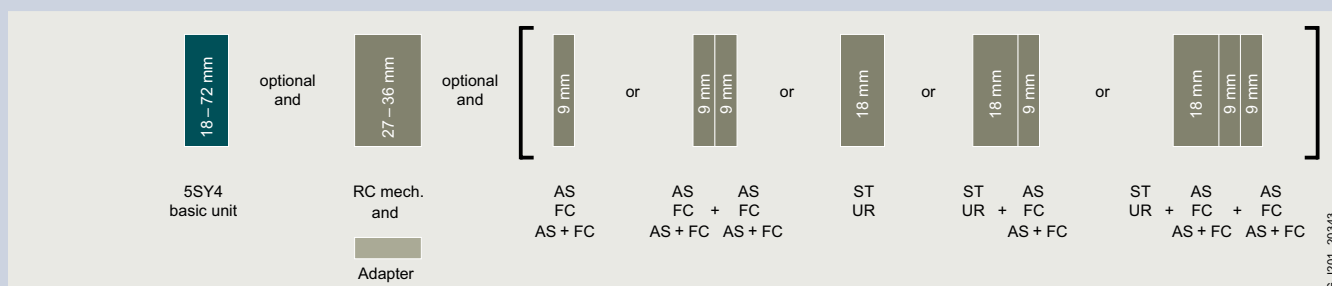 18 – 72 mm
optional
and
27 – 36 mm
optional
and
9 mm
or
9 mm
9 mm
or
18 mm
or
18 mm
9 mm
or
18 mm
9 mm
9 mm
5SY4
basic unit
RC mech.
and
Adapter
AS
FC
AS + FC
AS AS
FC + FC
AS + FC AS + FC
ST
UR
ST AS
UR + FC
AS + FC
ST AS AS
UR + FC + FC
AS + FC AS + FC